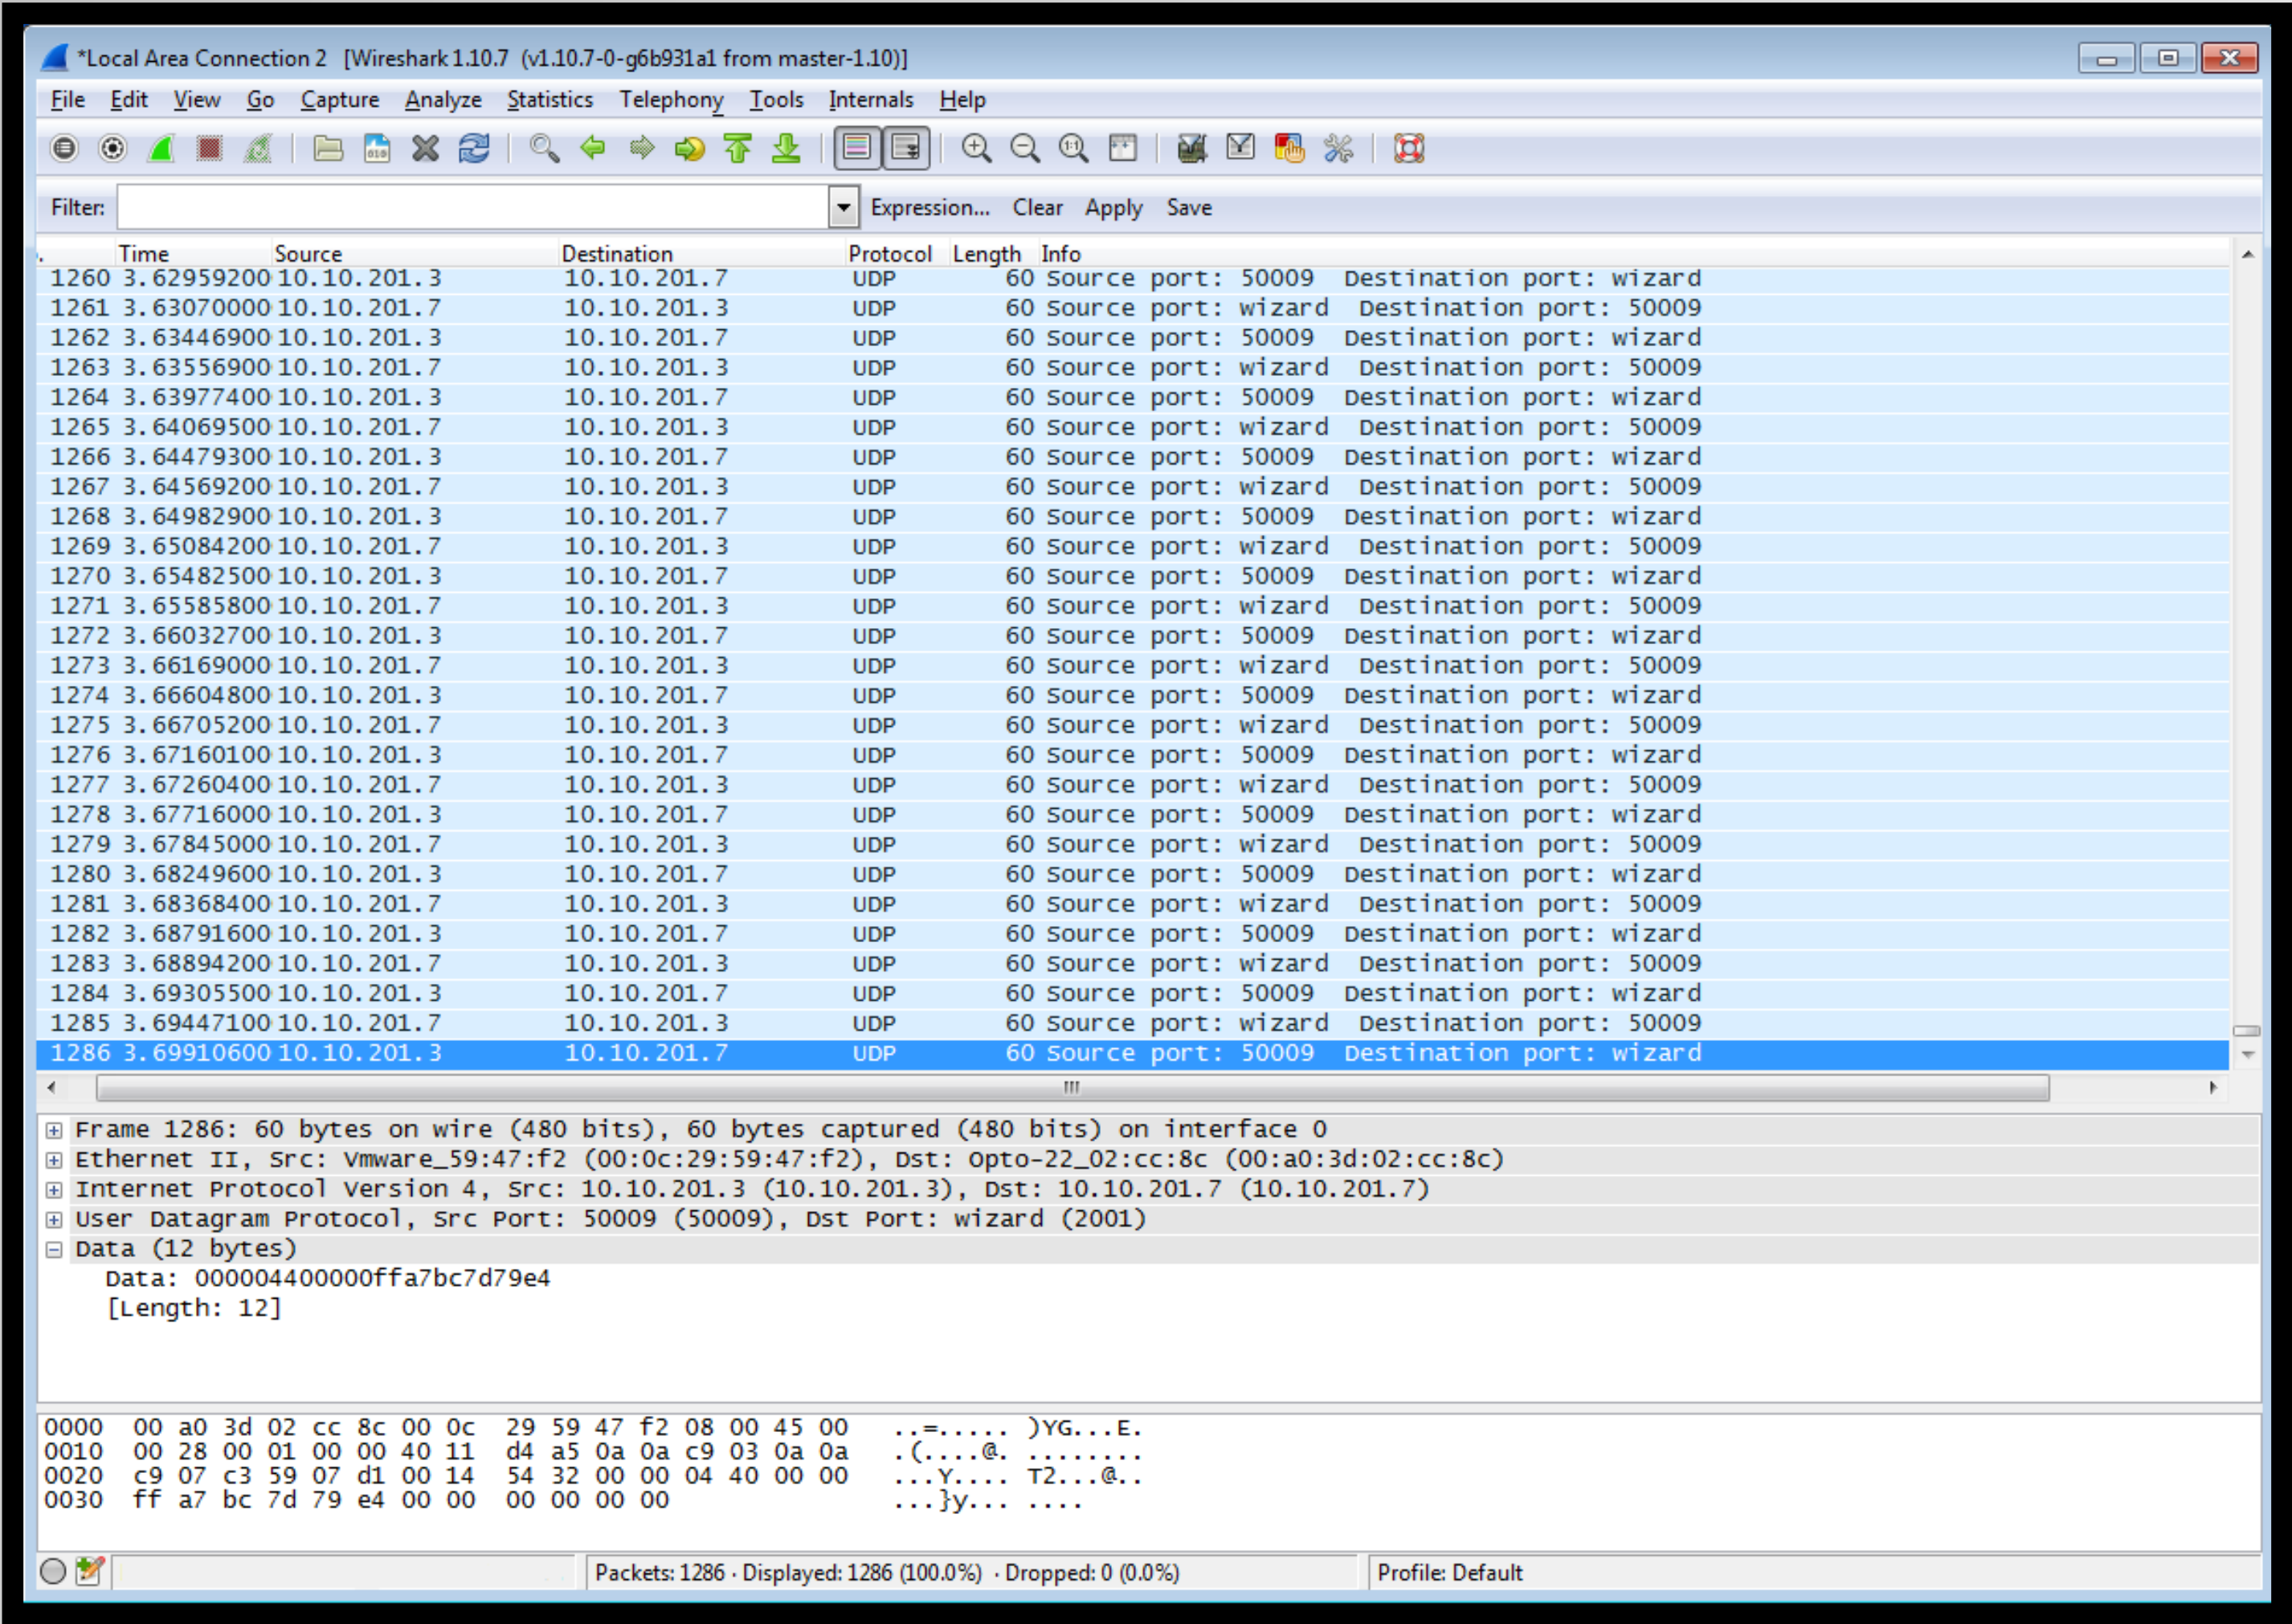 *Local Area Connection 2 [Wireshark 1.10.7 (v1.10.7-0-g6b931a1 from master-1.10)]
File Edit View Go Capture Analyze Statistics Telephony Tools Internals Help
Filter: Expression... Clear Apply Save
. Time Source Destination Protocol Length Info
1260 3.62959200 10.10.201.3 10.10.201.7 UDP 60 Source port: 50009 Destination port: wizard
1261 3.63070000 10.10.201.7 10.10.201.3 UDP 60 Source port: wizard Destination port: 50009
1262 3.63446900 10.10.201.3 10.10.201.7 UDP 60 Source port: 50009 Destination port: wizard
1263 3.63556900 10.10.201.7 10.10.201.3 UDP 60 Source port: wizard Destination port: 50009
1264 3.63977400 10.10.201.3 10.10.201.7 UDP 60 Source port: 50009 Destination port: wizard
1265 3.64069500 10.10.201.7 10.10.201.3 UDP 60 Source port: wizard Destination port: 50009
1266 3.64479300 10.10.201.3 10.10.201.7 UDP 60 Source port: 50009 Destination port: wizard
1267 3.64569200 10.10.201.7 10.10.201.3 UDP 60 Source port: wizard Destination port: 50009
1268 3.64982900 10.10.201.3 10.10.201.7 UDP 60 Source port: 50009 Destination port: wizard
1269 3.65084200 10.10.201.7 10.10.201.3 UDP 60 Source port: wizard Destination port: 50009
1270 3.65482500 10.10.201.3 10.10.201.7 UDP 60 Source port: 50009 Destination port: wizard
1271 3.65585800 10.10.201.7 10.10.201.3 UDP 60 Source port: wizard Destination port: 50009
1272 3.66032700 10.10.201.3 10.10.201.7 UDP 60 Source port: 50009 Destination port: wizard
1273 3.66169000 10.10.201.7 10.10.201.3 UDP 60 Source port: wizard Destination port: 50009
1274 3.66604800 10.10.201.3 10.10.201.7 UDP 60 Source port: 50009 Destination port: wizard
1275 3.66705200 10.10.201.7 10.10.201.3 UDP 60 Source port: wizard Destination port: 50009
1276 3.67160100 10.10.201.3 10.10.201.7 UDP 60 Source port: 50009 Destination port: wizard
1277 3.67260400 10.10.201.7 10.10.201.3 UDP 60 Source port: wizard Destination port: 50009
1278 3.67716000 10.10.201.3 10.10.201.7 UDP 60 Source port: 50009 Destination port: wizard
1279 3.67845000 10.10.201.7 10.10.201.3 UDP 60 Source port: wizard Destination port: 50009
1280 3.68249600 10.10.201.3 10.10.201.7 UDP 60 Source port: 50009 Destination port: wizard
1281 3.68368400 10.10.201.7 10.10.201.3 UDP 60 Source port: wizard Destination port: 50009
1282 3.68791600 10.10.201.3 10.10.201.7 UDP 60 Source port: 50009 Destination port: wizard
1283 3.68894200 10.10.201.7 10.10.201.3 UDP 60 Source port: wizard Destination port: 50009
1284 3.69305500 10.10.201.3 10.10.201.7 UDP 60 Source port: 50009 Destination port: wizard
1285 3.69447100 10.10.201.7 10.10.201.3 UDP 60 Source port: wizard Destination port: 50009
1286 3.69910600 10.10.201.3 10.10.201.7 UDP 60 Source port: 50009 Destination port: wizard
Frame 1286: 60 bytes on wire (480 bits), 60 bytes captured (480 bits) on interface 0
Ethernet II, Src: Vmware_59:47:f2 (00:0c:29:59:47:f2), Dst: Opto-22_02:cc:8c (00:a0:3d:02:cc:8c)
Internet Protocol Version 4, Src: 10.10.201.3 (10.10.201.3), Dst: 10.10.201.7 (10.10.201.7)
User Datagram Protocol, Src Port: 50009 (50009), Dst Port: wizard (2001)
Data (12 bytes)
Data: 000004400000ffa7bc7d79e4
[Length: 12]
0000 00 a0 3d 02 cc 8c 00 0c 29 59 47 f2 08 00 45 00 ..=..... )YG...E.
0010 00 28 00 01 00 00 40 11 d4 a5 0a 0a c9 03 0a 0a .(....@. ........
0020 c9 07 c3 59 07 d1 00 14 54 32 00 00 04 40 00 00 ...Y.... T2...@..
0030 ff a7 bc 7d 79 e4 00 00 00 00 00 00 ...}y... ....
Packets: 1286 · Displayed: 1286 (100.0%) · Dropped: 0 (0.0%) Profile: Default